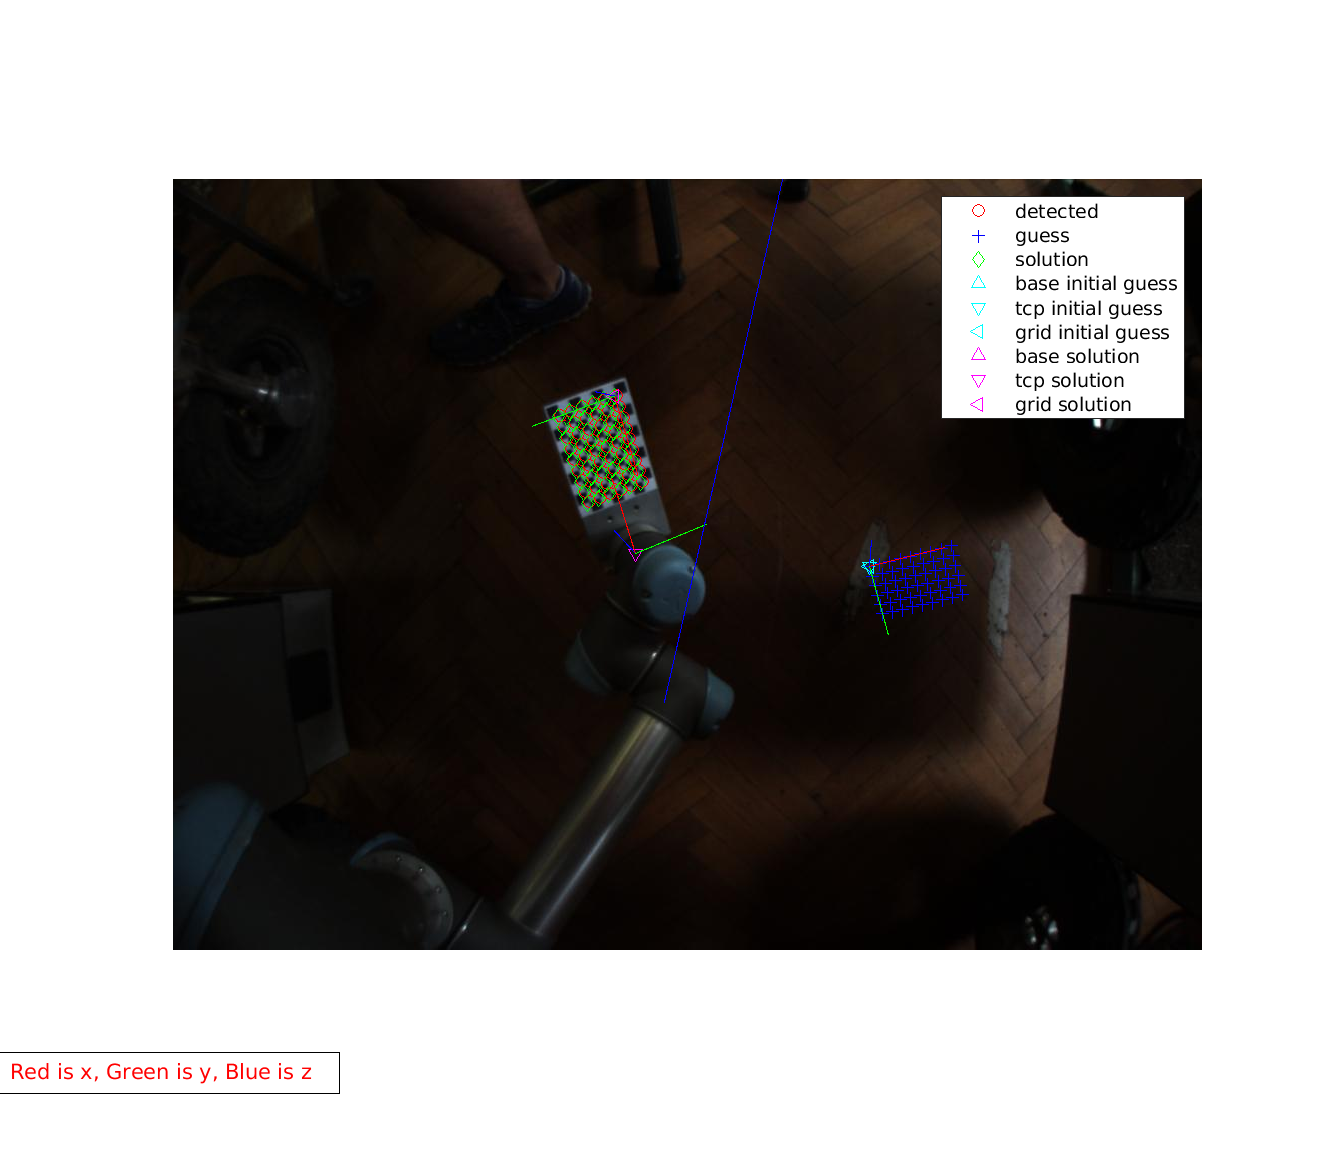 detected
guess
solution
base initial guess
tcp initial guess
grid initial guess
base solution
tcp solution
grid solution
Red is x, Green is y, Blue is z